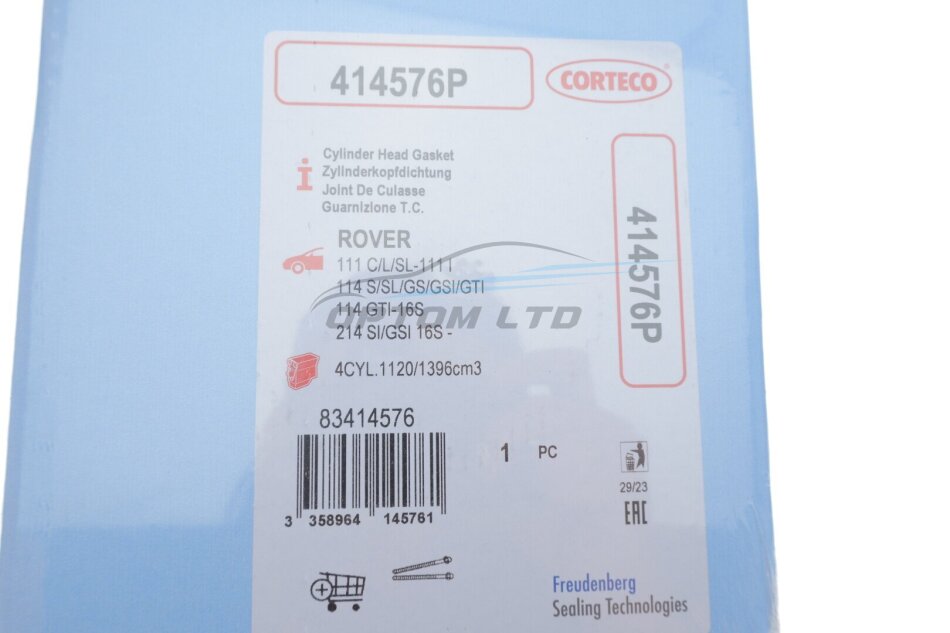 414576P
CORTECO
Cylinder Head Gasket
Zylinderkopfdichtung
Joint De Culasse
Guarnizione T.C.
414576P
ROVER
111 C/L/SL-111 I
114 S/SL/GS/GSI/GTI
114 GTI-16S
OPTOM LTD
214 SI/GSI 16S -
4CYL.1120/1396cm3
83414576
1 PC
3 358964 145761
29/23
EAC
Freudenberg
Sealing Technologies